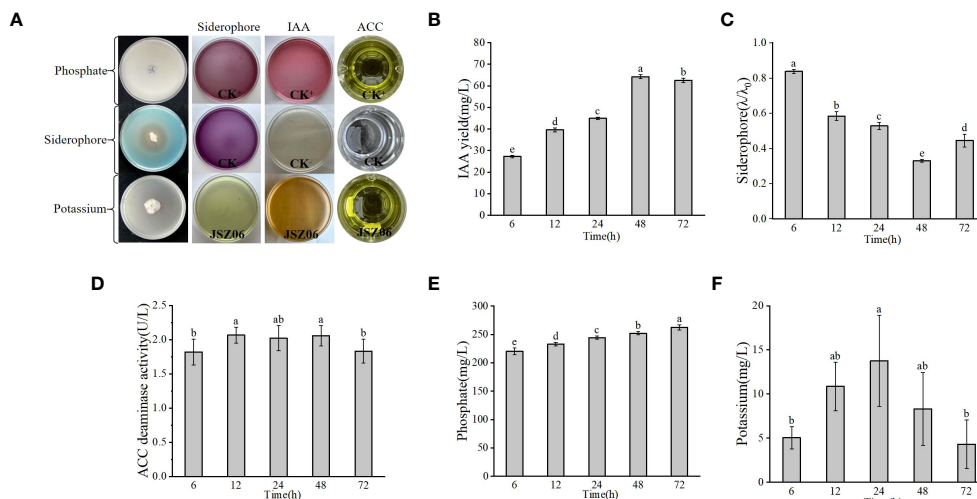 A
Siderophore IAA ACC
Phosphate
CK⁺ CK⁺ CK⁺
Siderophore
CK⁻ CK⁻ CK⁻
Potassium
JSZ06 JSZ06 JSZ06
B
IAA yield(mg/L)
80
70
60
50
40
30
20
10
0
e d c a b
6 12 24 48 72
Time(h)
C
Siderophore(λ/λ0)
1.0
0.8
0.6
0.4
0.2
0.0
a b c e d
6 12 24 48 72
Time(h)
D
ACC deaminase activity(U/L)
2.5
2.0
1.5
1.0
0.5
0.0
b a ab a b
6 12 24 48 72
Time(h)
E
Phosphate(mg/L)
300
250
200
150
100
50
0
e d c b a
6 12 24 48 72
Time(h)
F
Potassium(mg/L)
20
15
10
5
0
b ab a ab b
6 12 24 48 72
Time(h)